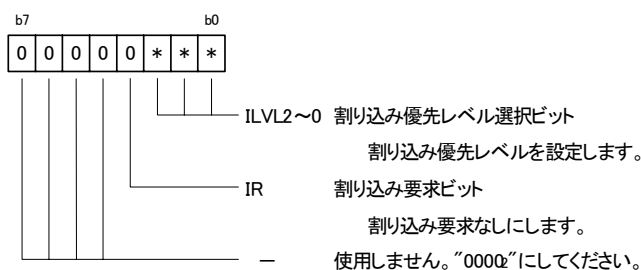 b7 b0
0 0 0 0 0 * * *
ILVL2～0 割り込み優先レベル選択ビット
割り込み優先レベルを設定します。
IR 割り込み要求ビット
割り込み要求なしにします。
－ 使用しません。"00002"にしてください。